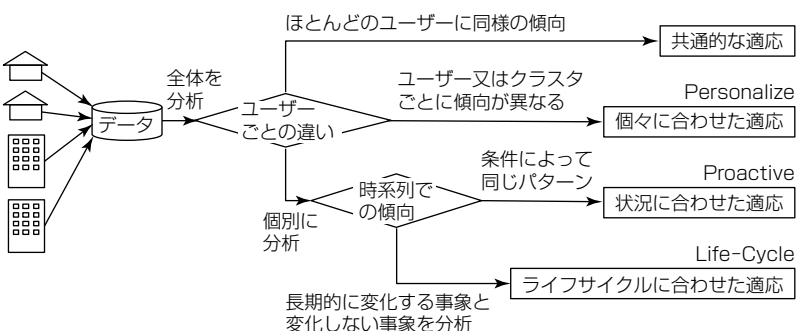 ほとんどのユーザーに同様の傾向
共通的な適応
全体を
分析
ユーザー又はクラスタ
ごとに傾向が異なる
Personalize
データ
ユーザー
ごとの違い
個々に合わせた適応
条件によって
同じパターン
Proactive
時系列で
の傾向
状況に合わせた適応
個別に
分析
Life-Cycle
ライフサイクルに合わせた適応
長期的に変化する事象と
変化しない事象を分析